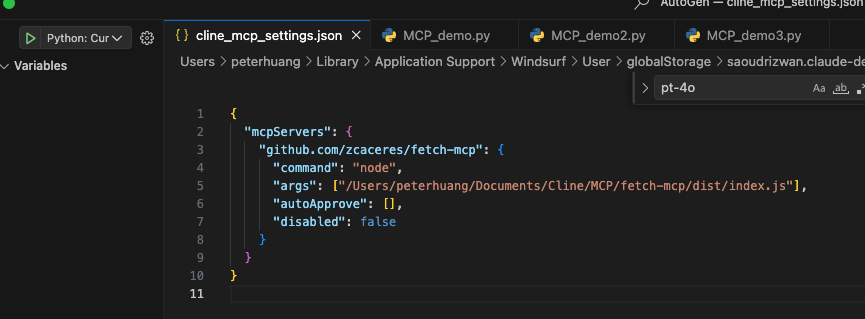 AutoGen — cline_mcp_settings.json
Python: Cur
{} cline_mcp_settings.json
MCP_demo.py
MCP_demo2.py
MCP_demo3.py
Variables
Users > peterhuang > Library > Application Support > Windsurf > User > globalStorage > saoudrizwan.claude-de
pt-4o
Aa
ab
1 {
2 "mcpServers": {
3 "github.com/zcaceres/fetch-mcp": {
4 "command": "node",
5 "args": ["/Users/peterhuang/Documents/Cline/MCP/fetch-mcp/dist/index.js"],
6 "autoApprove": [],
7 "disabled": false
8 }
9 }
10 }
11